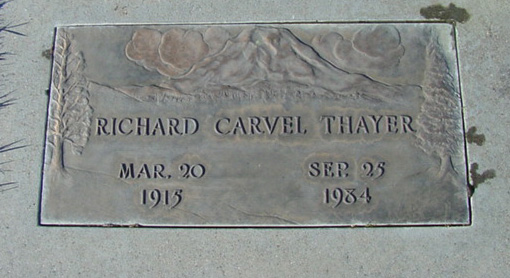 RICHARD CARVEL THAYER
MAR. 20 SEP. 25
1915 1984